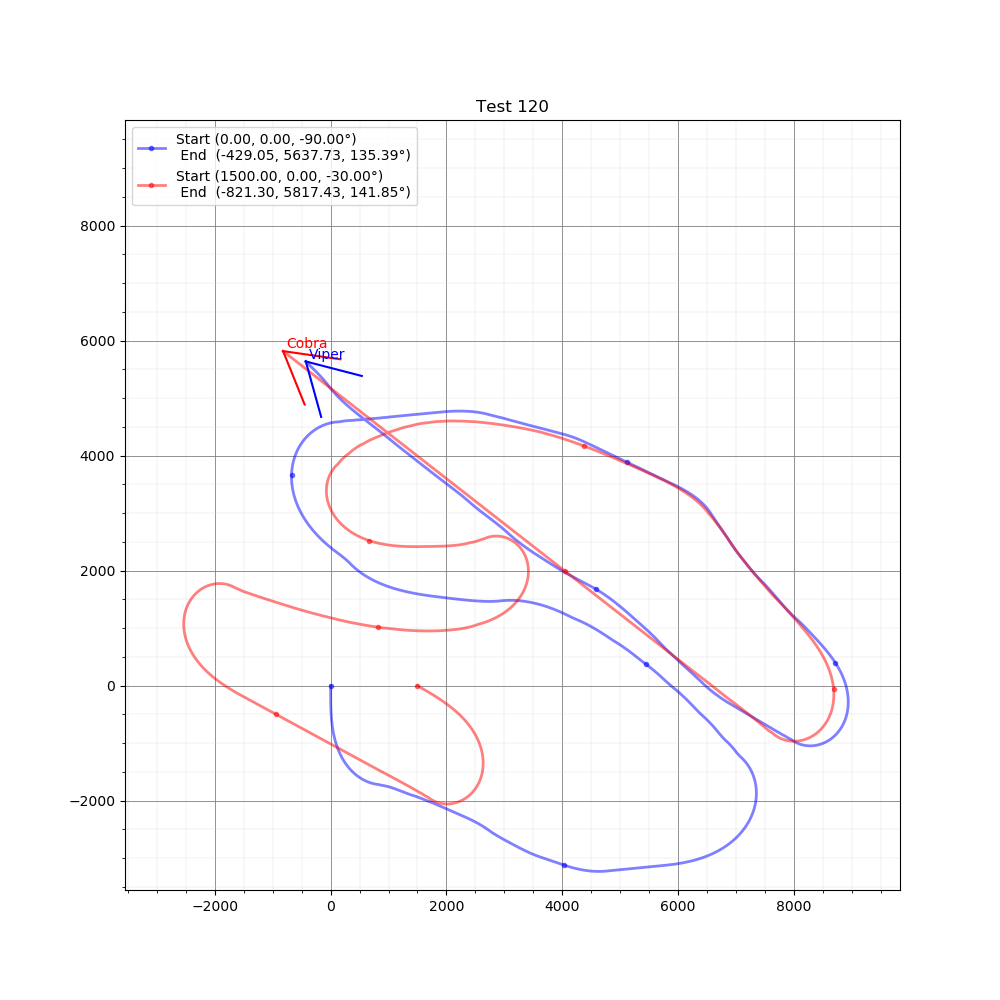 Test 120
Start (0.00, 0.00, -90.00°)
End (-429.05, 5637.73, 135.39°)
Start (1500.00, 0.00, -30.00°)
End (-821.30, 5817.43, 141.85°)
8000
6000
4000
2000
0
−2000
Cobra
Viper
−2000
0
2000
4000
6000
8000